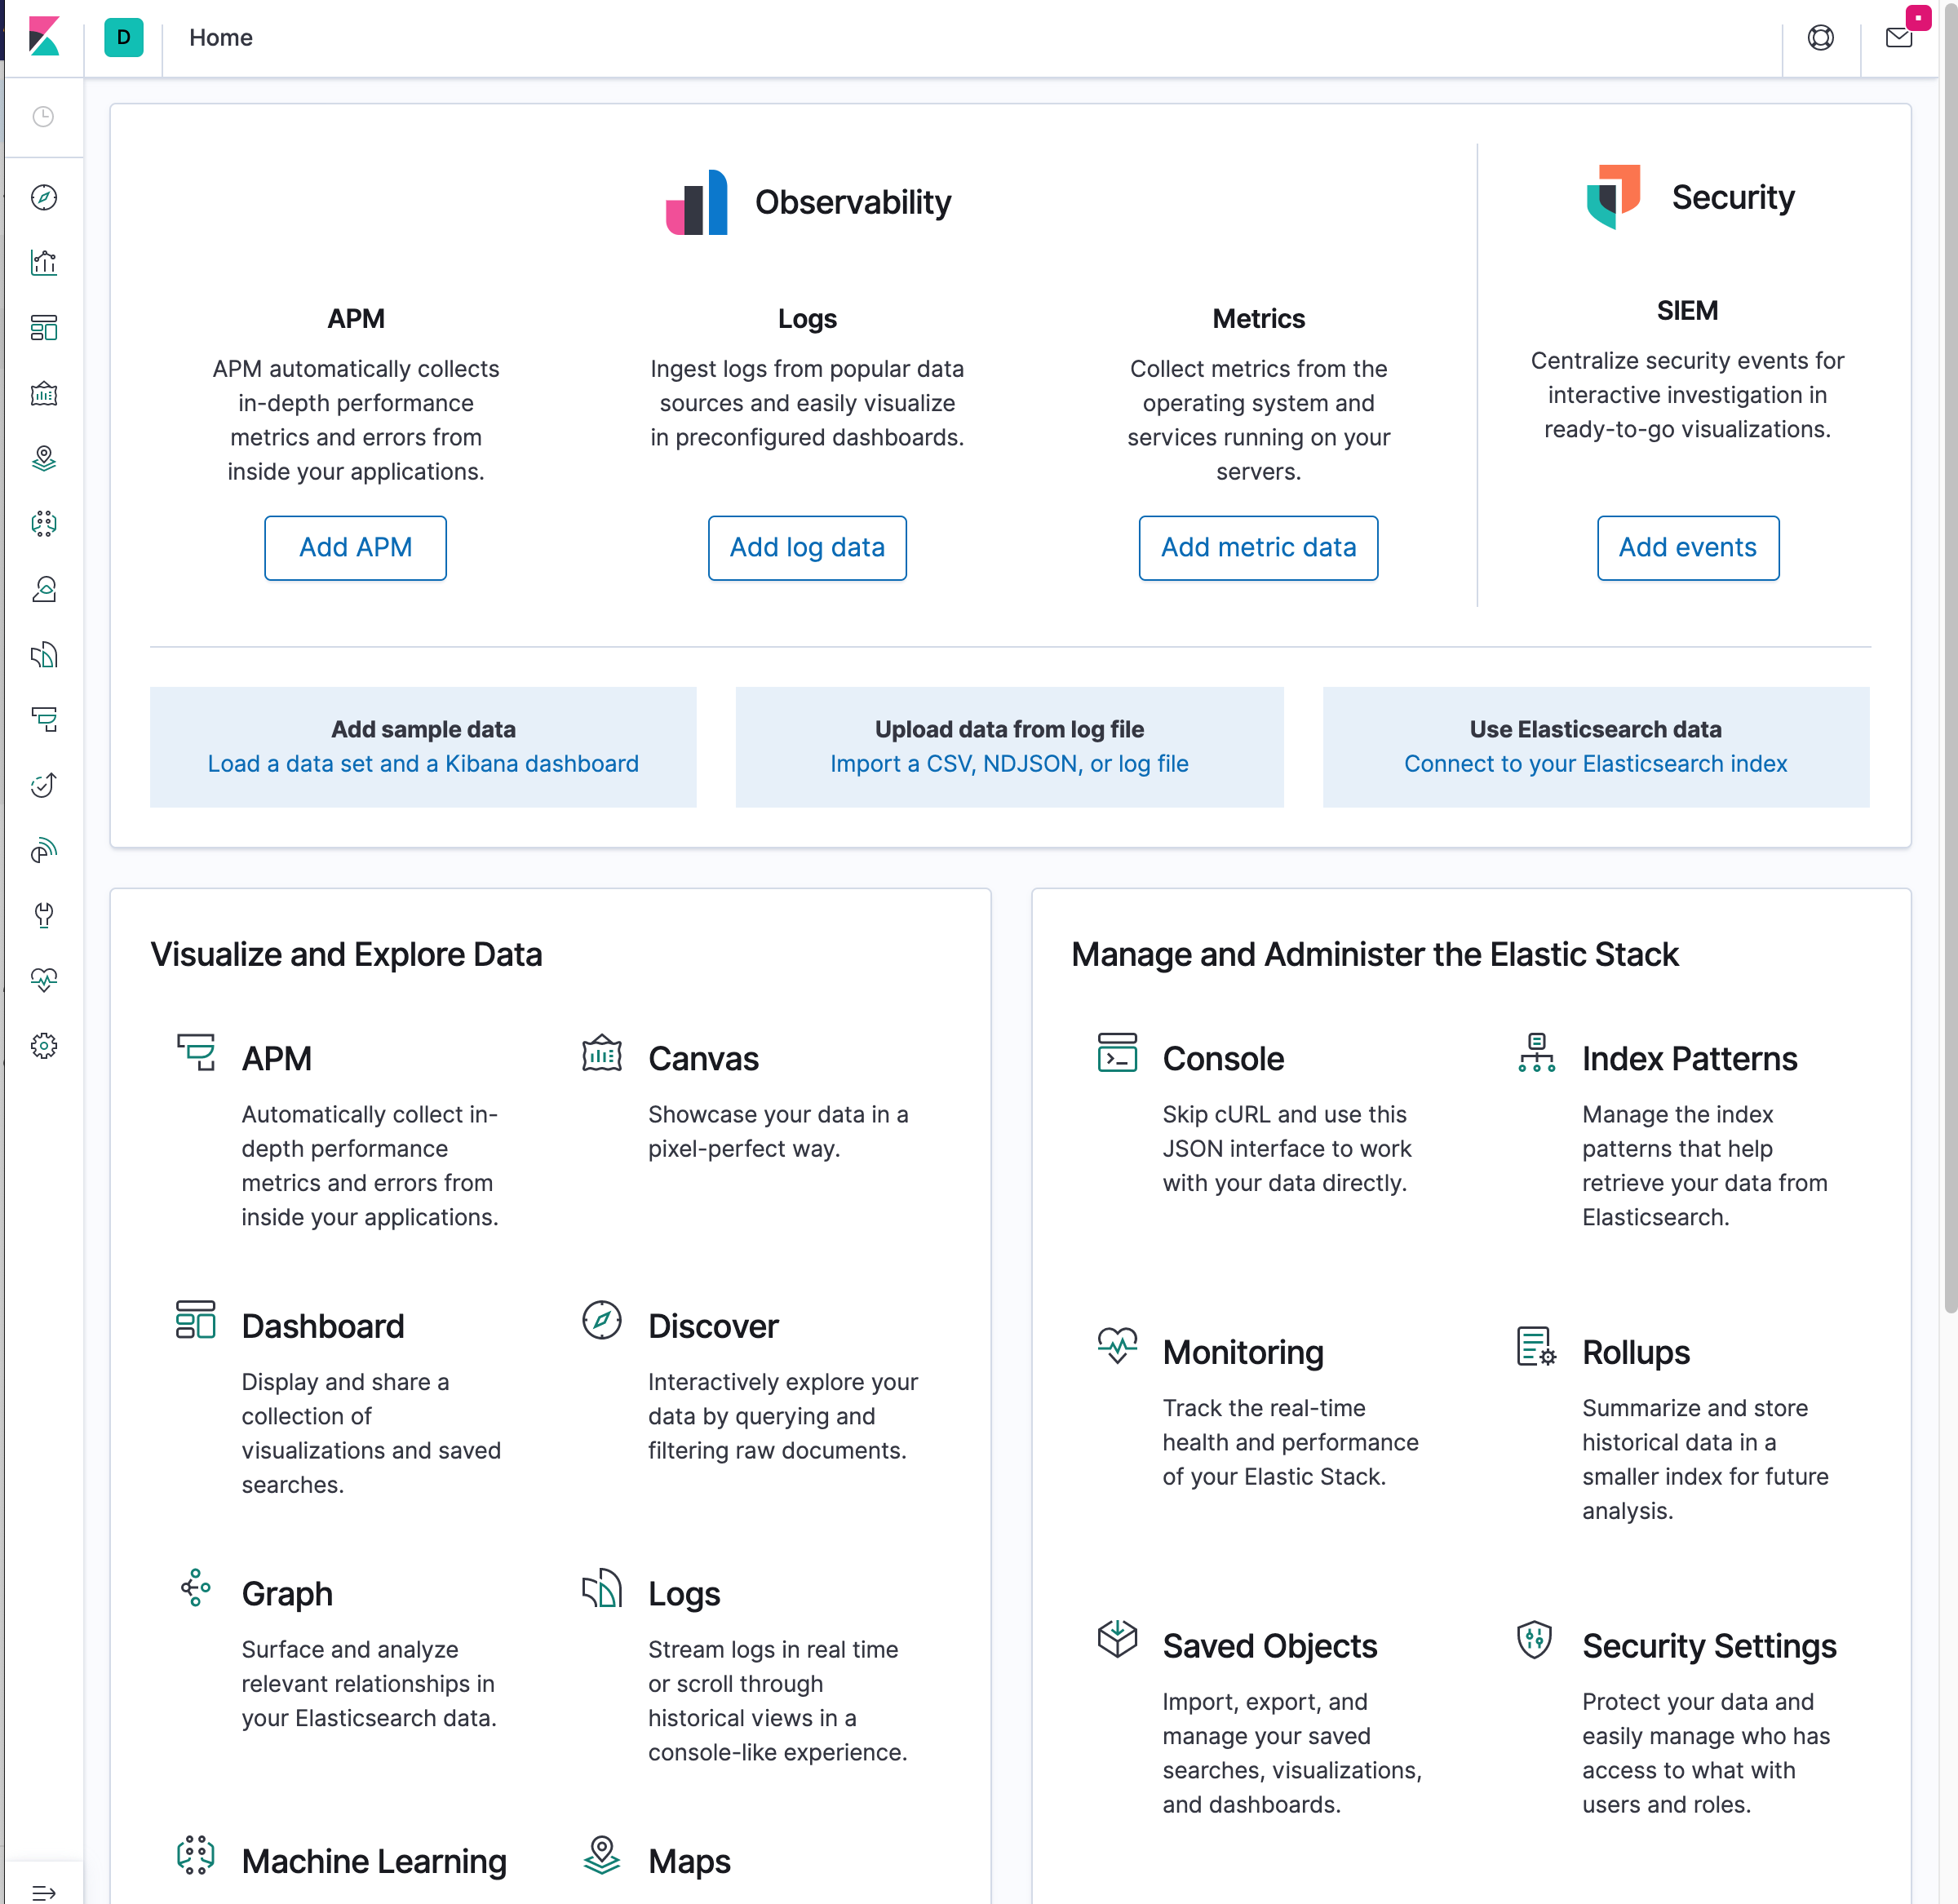 D
Home
Observability
Security
APM
APM automatically collects
in-depth performance
metrics and errors from
inside your applications.
Add APM
Logs
Ingest logs from popular data
sources and easily visualize
in preconfigured dashboards.
Add log data
Metrics
Collect metrics from the
operating system and
services running on your
servers.
Add metric data
SIEM
Centralize security events for
interactive investigation in
ready-to-go visualizations.
Add events
Add sample data
Load a data set and a Kibana dashboard
Upload data from log file
Import a CSV, NDJSON, or log file
Use Elasticsearch data
Connect to your Elasticsearch index
Visualize and Explore Data
APM
Automatically collect in-
depth performance
metrics and errors from
inside your applications.
Canvas
Showcase your data in a
pixel-perfect way.
Dashboard
Display and share a
collection of
visualizations and saved
searches.
Discover
Interactively explore your
data by querying and
filtering raw documents.
Graph
Surface and analyze
relevant relationships in
your Elasticsearch data.
Logs
Stream logs in real time
or scroll through
historical views in a
console-like experience.
Machine Learning
Maps
Manage and Administer the Elastic Stack
Console
Skip cURL and use this
JSON interface to work
with your data directly.
Index Patterns
Manage the index
patterns that help
retrieve your data from
Elasticsearch.
Monitoring
Track the real-time
health and performance
of your Elastic Stack.
Rollups
Summarize and store
historical data in a
smaller index for future
analysis.
Saved Objects
Import, export, and
manage your saved
searches, visualizations,
and dashboards.
Security Settings
Protect your data and
easily manage who has
access to what with
users and roles.